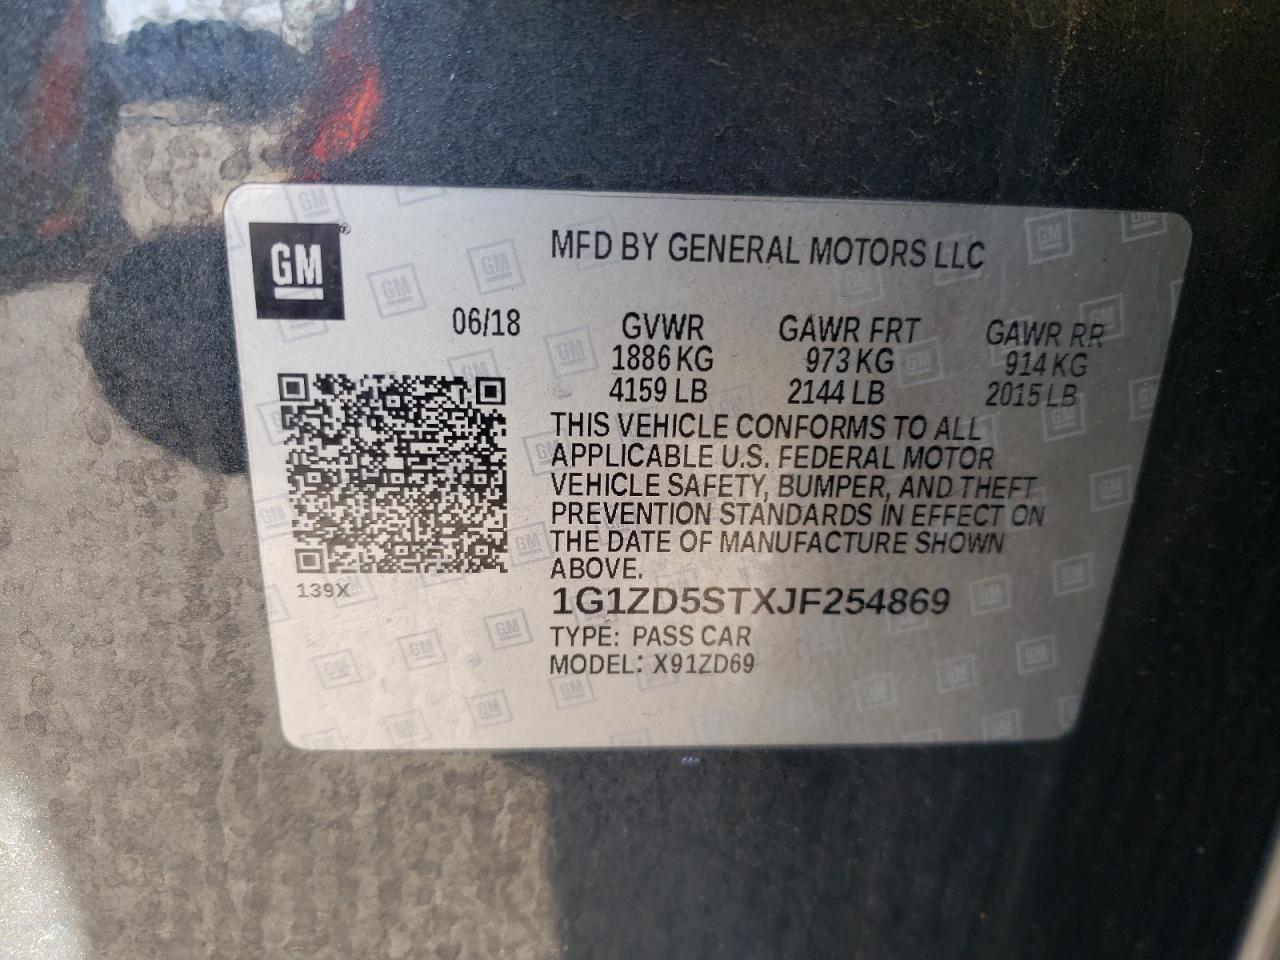 GM®
MFD BY GENERAL MOTORS LLC
06/18
GVWR GAWR FRT GAWR RR
1886 KG 973 KG 914 KG
4159 LB 2144 LB 2015 LB
THIS VEHICLE CONFORMS TO ALL
APPLICABLE U.S. FEDERAL MOTOR
VEHICLE SAFETY, BUMPER, AND THEFT
PREVENTION STANDARDS IN EFFECT ON
THE DATE OF MANUFACTURE SHOWN
ABOVE.
139X
1G1ZD5STXJF254869
TYPE: PASS CAR
MODEL: X91ZD69